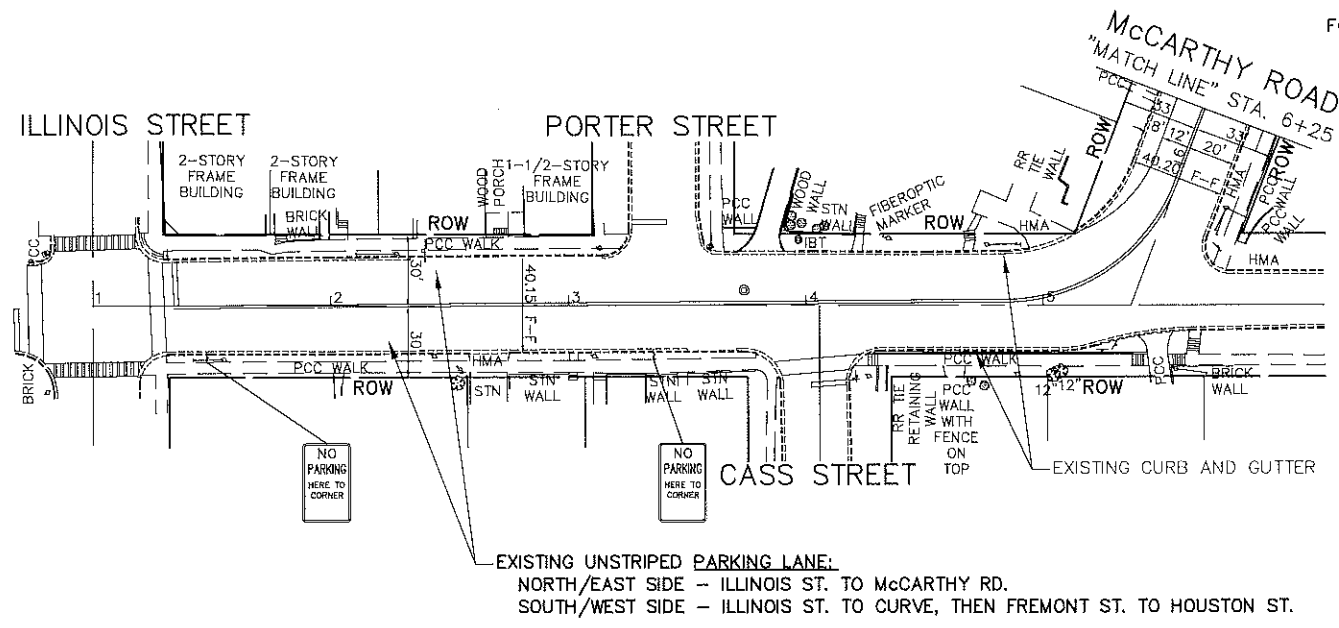 McCARTHY ROAD
"MATCH LINE" STA. 6+25
PCC
33
8'
12'
33
20'
40.20' F-F
6
HMA
ROW
PCC
PCC WALL
WALL
HMA
ILLINOIS STREET
PORTER STREET
2-STORY
FRAME
BUILDING
2-STORY
FRAME
BUILDING
BRICK
WALL
WOOD
PORCH
1-1/2-STORY
FRAME
BUILDING
ROW
PCC WALK
PCC
WALL
WOOD
WALL
STN
WALL
IBT
FIBEROPTIC
MARKER
ROW
RR TIE
WALL
ROW
HMA
PCC
30'
40.15' F-F
1
2
3
4
5
30'
BRICK
PCC WALK
ROW
HMA
STN
STN
WALL
STN
WALL
STN
WALL
PCC WALK
RR TIE
RETAINING
WALL
PCC
WALL
WITH
FENCE
ON
TOP
12"
12"
ROW
PCC
BRICK
WALL
NO
PARKING
HERE TO
CORNER
NO
PARKING
HERE TO
CORNER
CASS STREET
EXISTING CURB AND GUTTER
EXISTING UNSTRIPED PARKING LANE:
NORTH/EAST SIDE - ILLINOIS ST. TO McCARTHY RD.
SOUTH/WEST SIDE - ILLINOIS ST. TO CURVE, THEN FREMONT ST. TO HOUSTON ST.